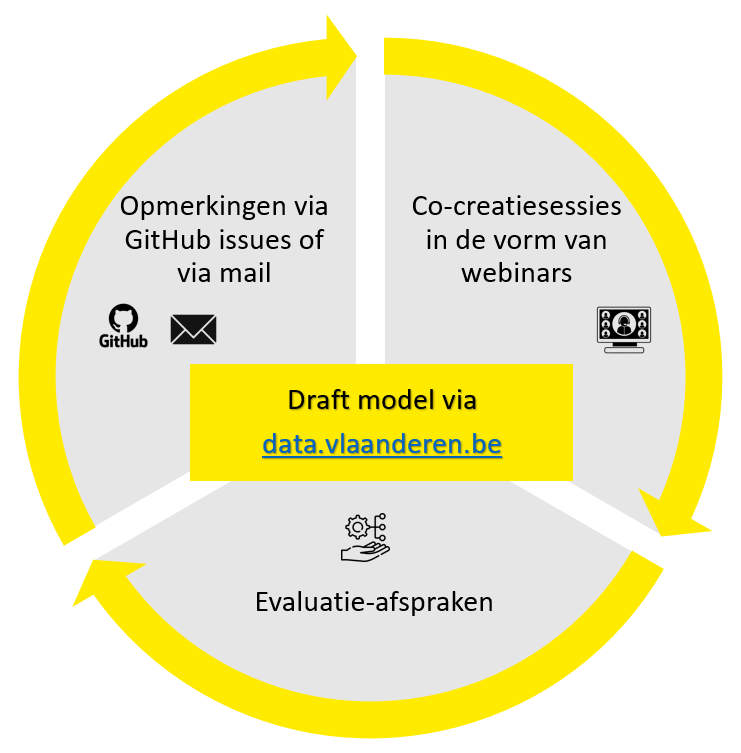 Opmerkingen via
GitHub issues of
via mail
GitHub
Co-creatiesessies
in de vorm van
webinars
Draft model via
data.vlaanderen.be
Evaluatie-afspraken